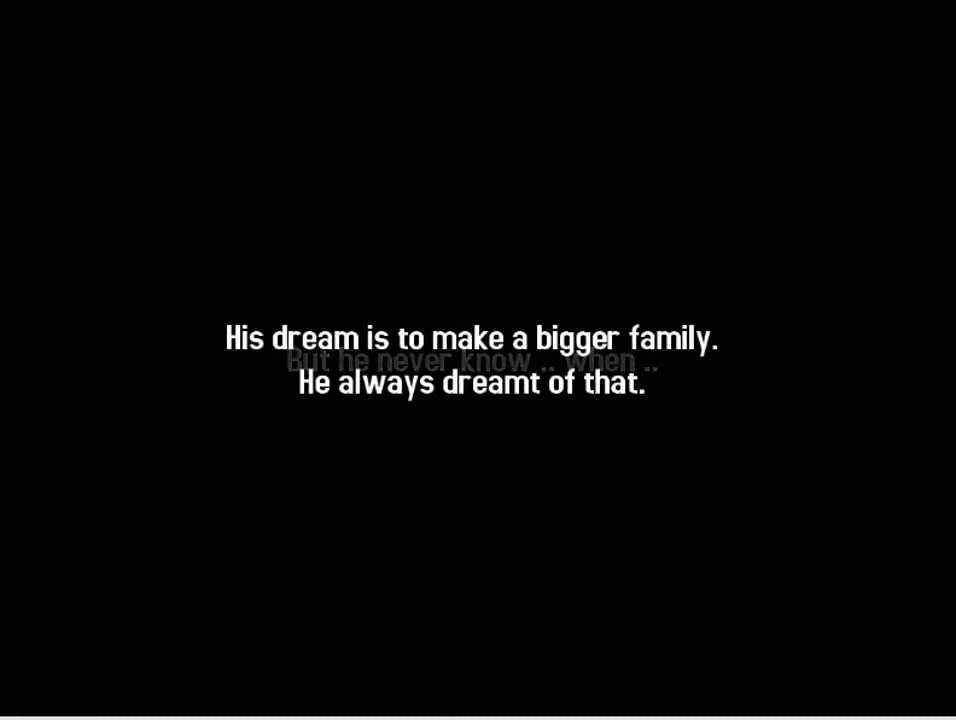 His dream is to make a bigger family.
But he never know .. when ..
He always dreamt of that.